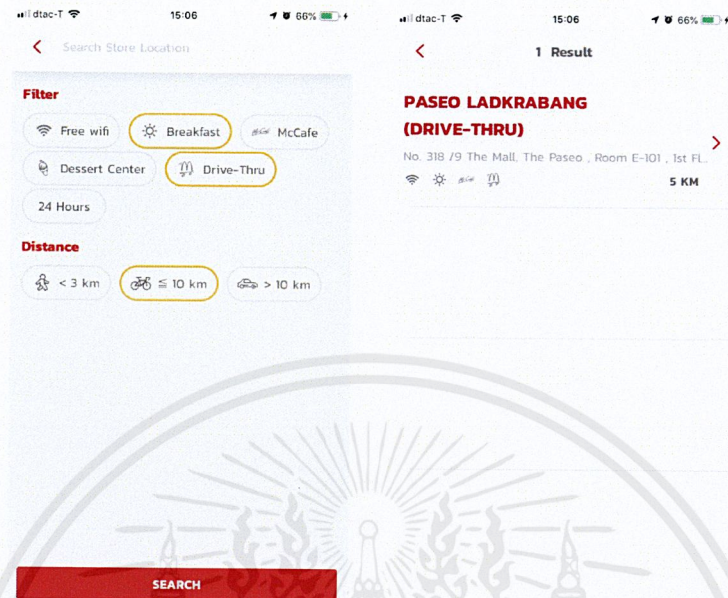 dtac-T
15:06
66%
Search Store Location
Filter
Free wifi
Breakfast
McCafe
Dessert Center
Drive-Thru
24 Hours
Distance
< 3 km
≦ 10 km
> 10 km
SEARCH
dtac-T
15:06
66%
1 Result
PASEO LADKRABANG
(DRIVE-THRU)
No. 318 /9 The Mall, The Paseo , Room E-101 , 1st Fl...
5 KM